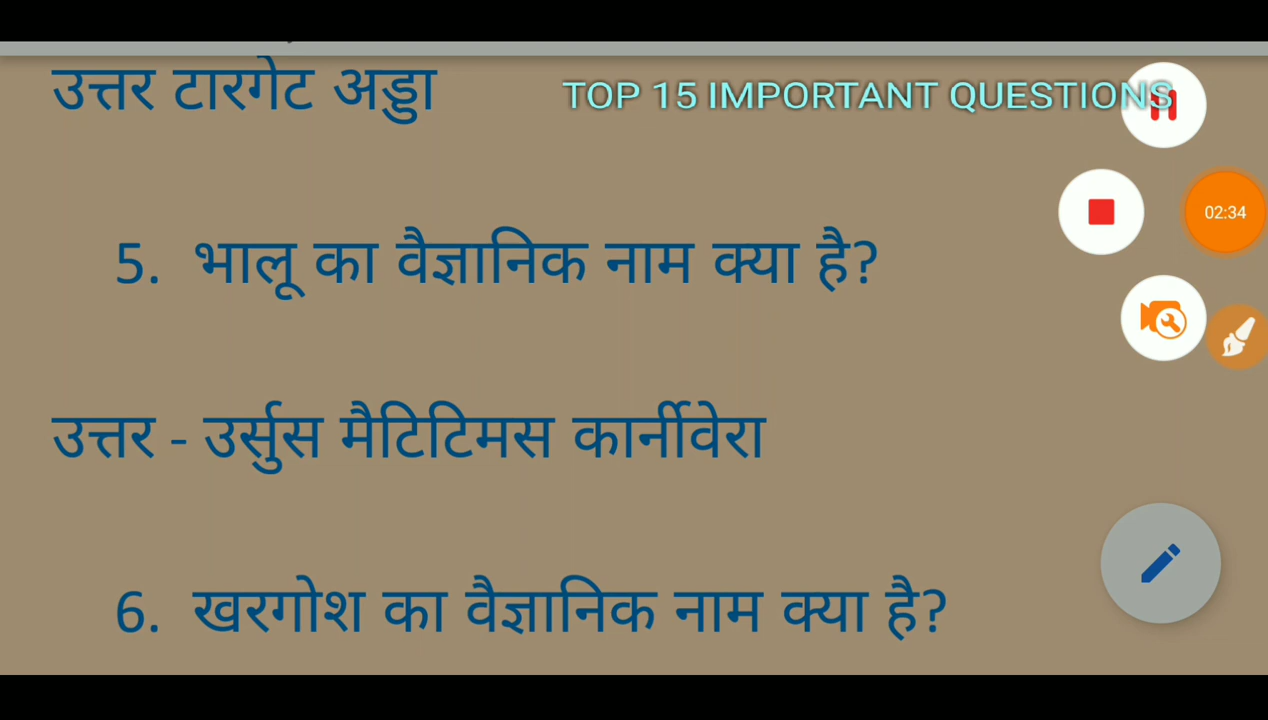 उत्तर टारगेट अड्डा
TOP 15 IMPORTANT QUESTIONS
02:34
5. भालू का वैज्ञानिक नाम क्या है?
उत्तर - उर्सुस मैटिटिमस कार्नीवेरा
6. खरगोश का वैज्ञानिक नाम क्या है?